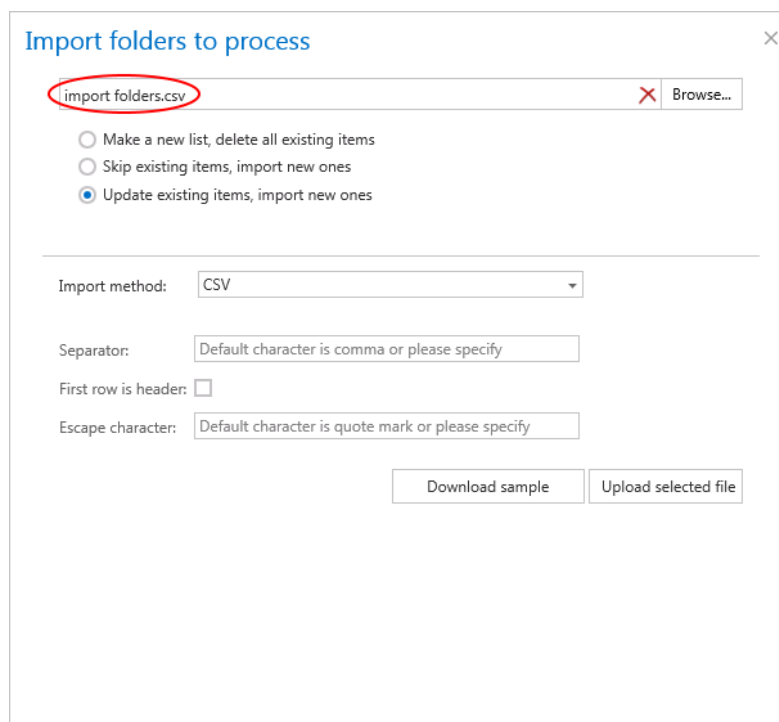 Import folders to process
import folders.csv Browse...
Make a new list, delete all existing items
Skip existing items, import new ones
Update existing items, import new ones
Import method: CSV
Separator: Default character is comma or please specify
First row is header:
Escape character: Default character is quote mark or please specify
Download sample Upload selected file